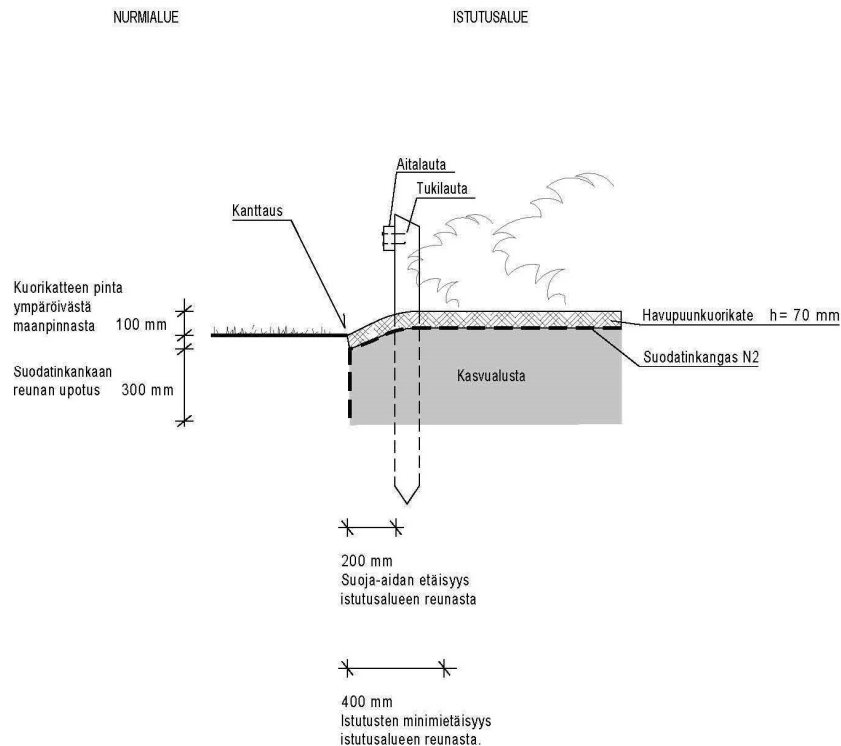 NURMIALUE
ISTUTUSALUE
Aitalauta
Tukilauta
Kanttaus
Kuorikatteen pinta
ympäröivästä
maanpinnasta 100 mm
Havupuunkuorikate h= 70 mm
Suodatinkangas N2
Suodatinkankaan
reunan upotus 300 mm
Kasvualusta
200 mm
Suoja-aidan etäisyys
istutusalueen reunasta
400 mm
Istutusten minimietäisyys
istutusalueen reunasta.